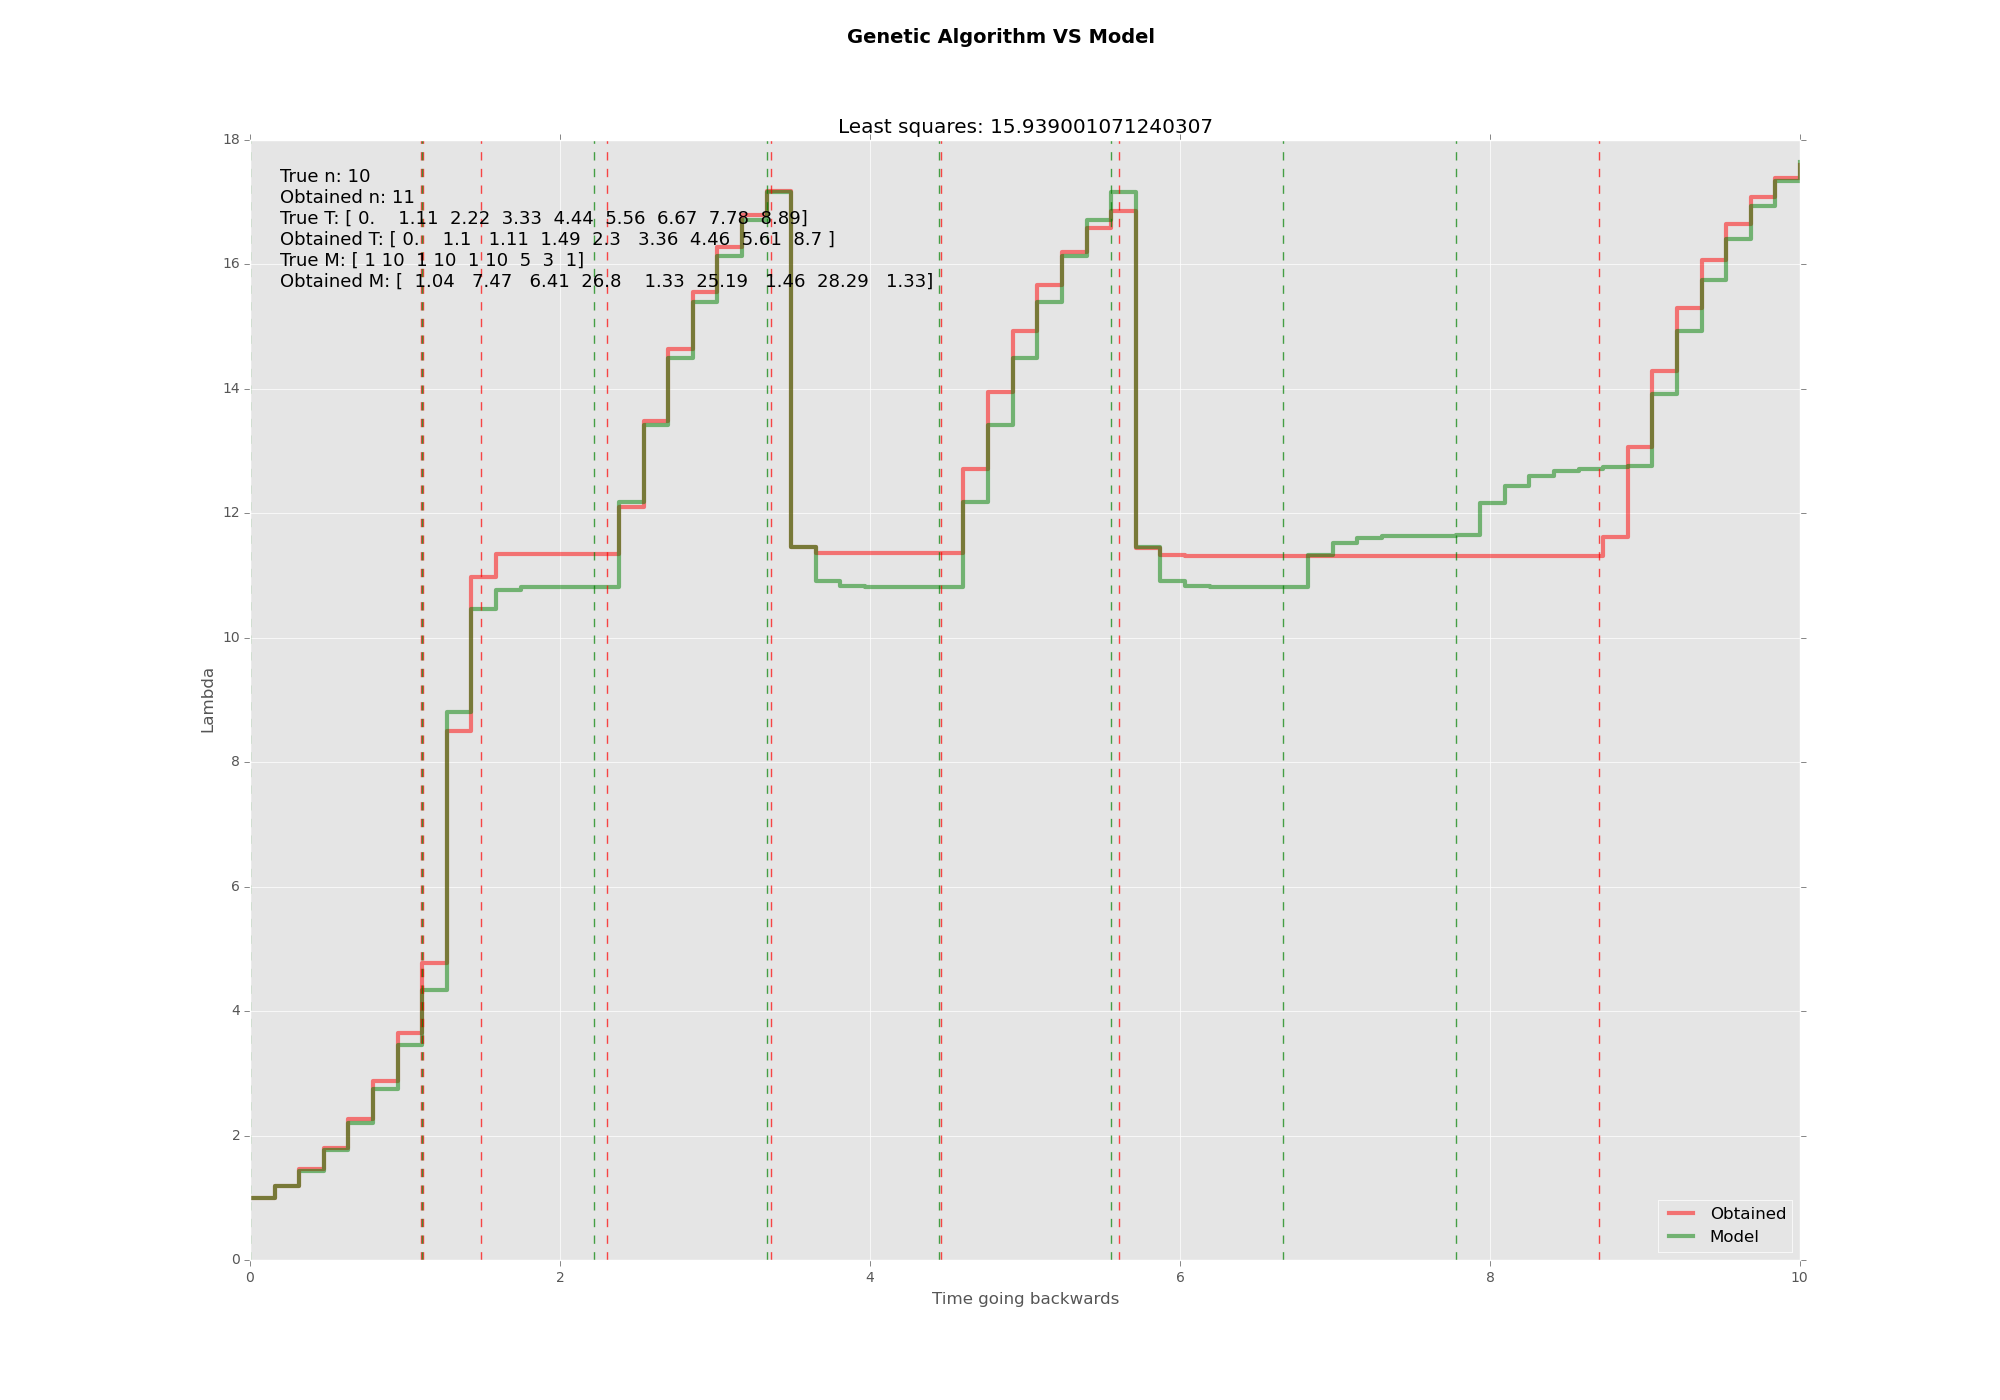 Genetic Algorithm VS Model
Least squares: 15.939001071240307
True n: 10
Obtained n: 11
True T: [ 0.    1.11  2.22  3.33  4.44  5.56  6.67  7.78  8.89]
Obtained T: [ 0.    1.1   1.11  1.49  2.3   3.36  4.46  5.61  8.7 ]
True M: [ 1 10  1 10  1 10  5  3  1]
Obtained M: [  1.04   7.47   6.41  26.8    1.33  25.19   1.46  28.29   1.33]
18
16
14
12
10
8
6
4
2
0
Lambda
0 2 4 6 8 10
Time going backwards
Obtained
Model